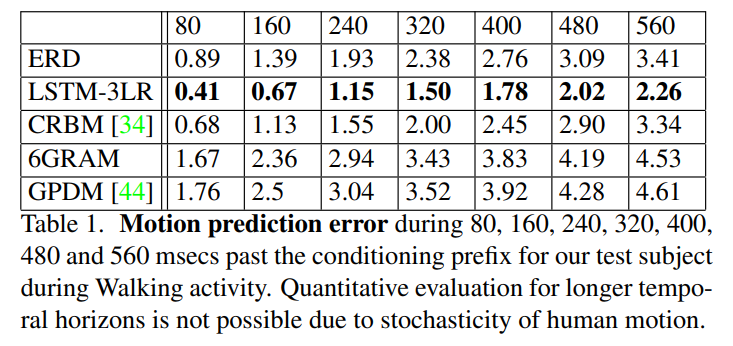 80 160 240 320 400 480 560
ERD 0.89 1.39 1.93 2.38 2.76 3.09 3.41
LSTM-3LR 0.41 0.67 1.15 1.50 1.78 2.02 2.26
CRBM [34] 0.68 1.13 1.55 2.00 2.45 2.90 3.34
6GRAM 1.67 2.36 2.94 3.43 3.83 4.19 4.53
GPDM [44] 1.76 2.5 3.04 3.52 3.92 4.28 4.61
Table 1. Motion prediction error during 80, 160, 240, 320, 400,
480 and 560 msecs past the conditioning prefix for our test subject
during Walking activity. Quantitative evaluation for longer tempo-
ral horizons is not possible due to stochasticity of human motion.